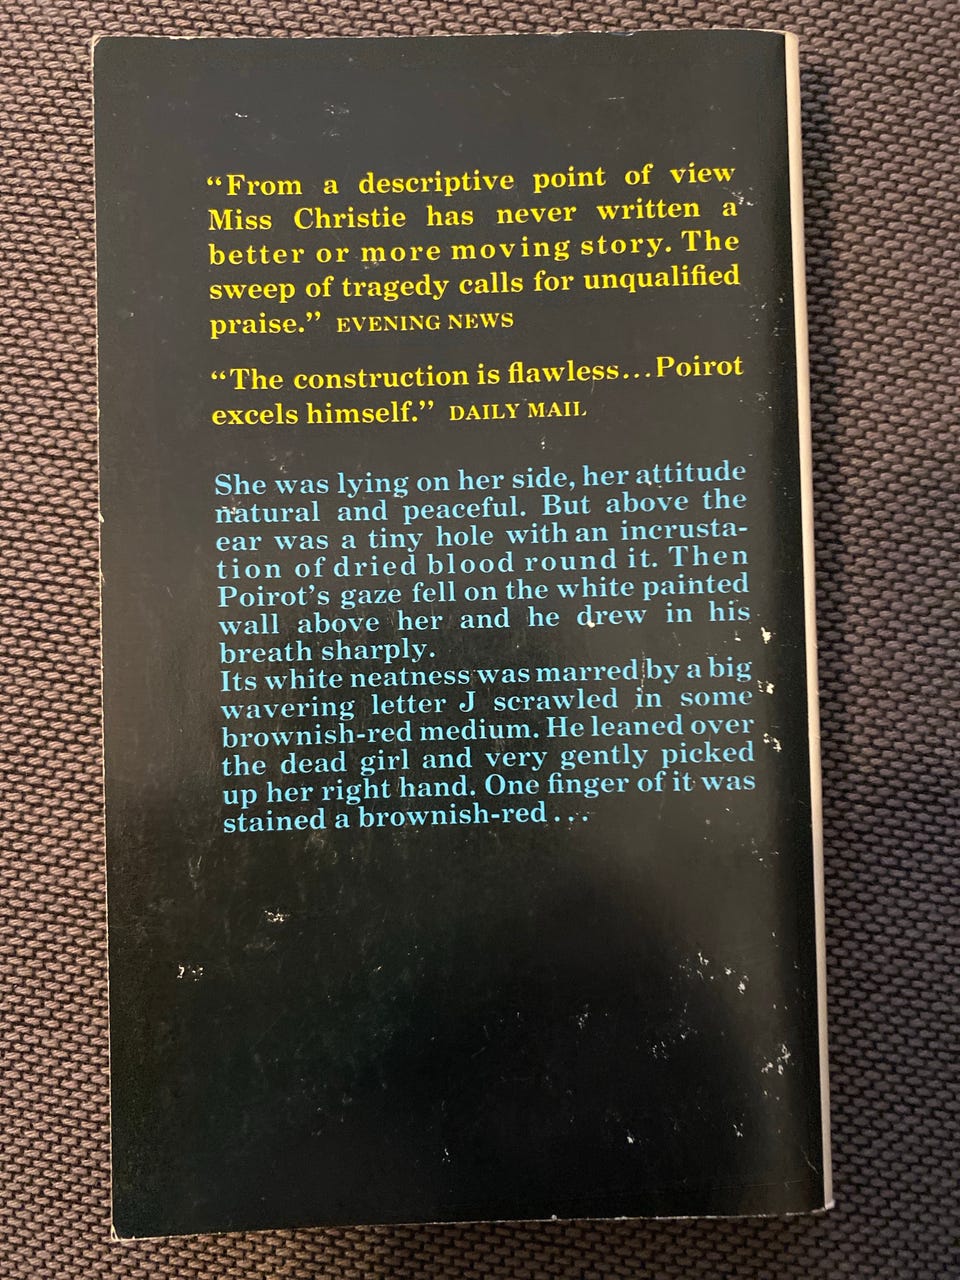 “From a descriptive point of view
Miss Christie has never written a
better or more moving story. The
sweep of tragedy calls for unqualified
praise.” EVENING NEWS
“The construction is flawless...Poirot
excels himself.” DAILY MAIL
She was lying on her side, her attitude
natural and peaceful. But above the
ear was a tiny hole with an incrusta-
tion of dried blood round it. Then
Poirot’s gaze fell on the white painted
wall above her and he drew in his
breath sharply.
Its white neatness was marred by a big
wavering letter J scrawled in some
brownish-red medium. He leaned over
the dead girl and very gently picked
up her right hand. One finger of it was
stained a brownish-red...